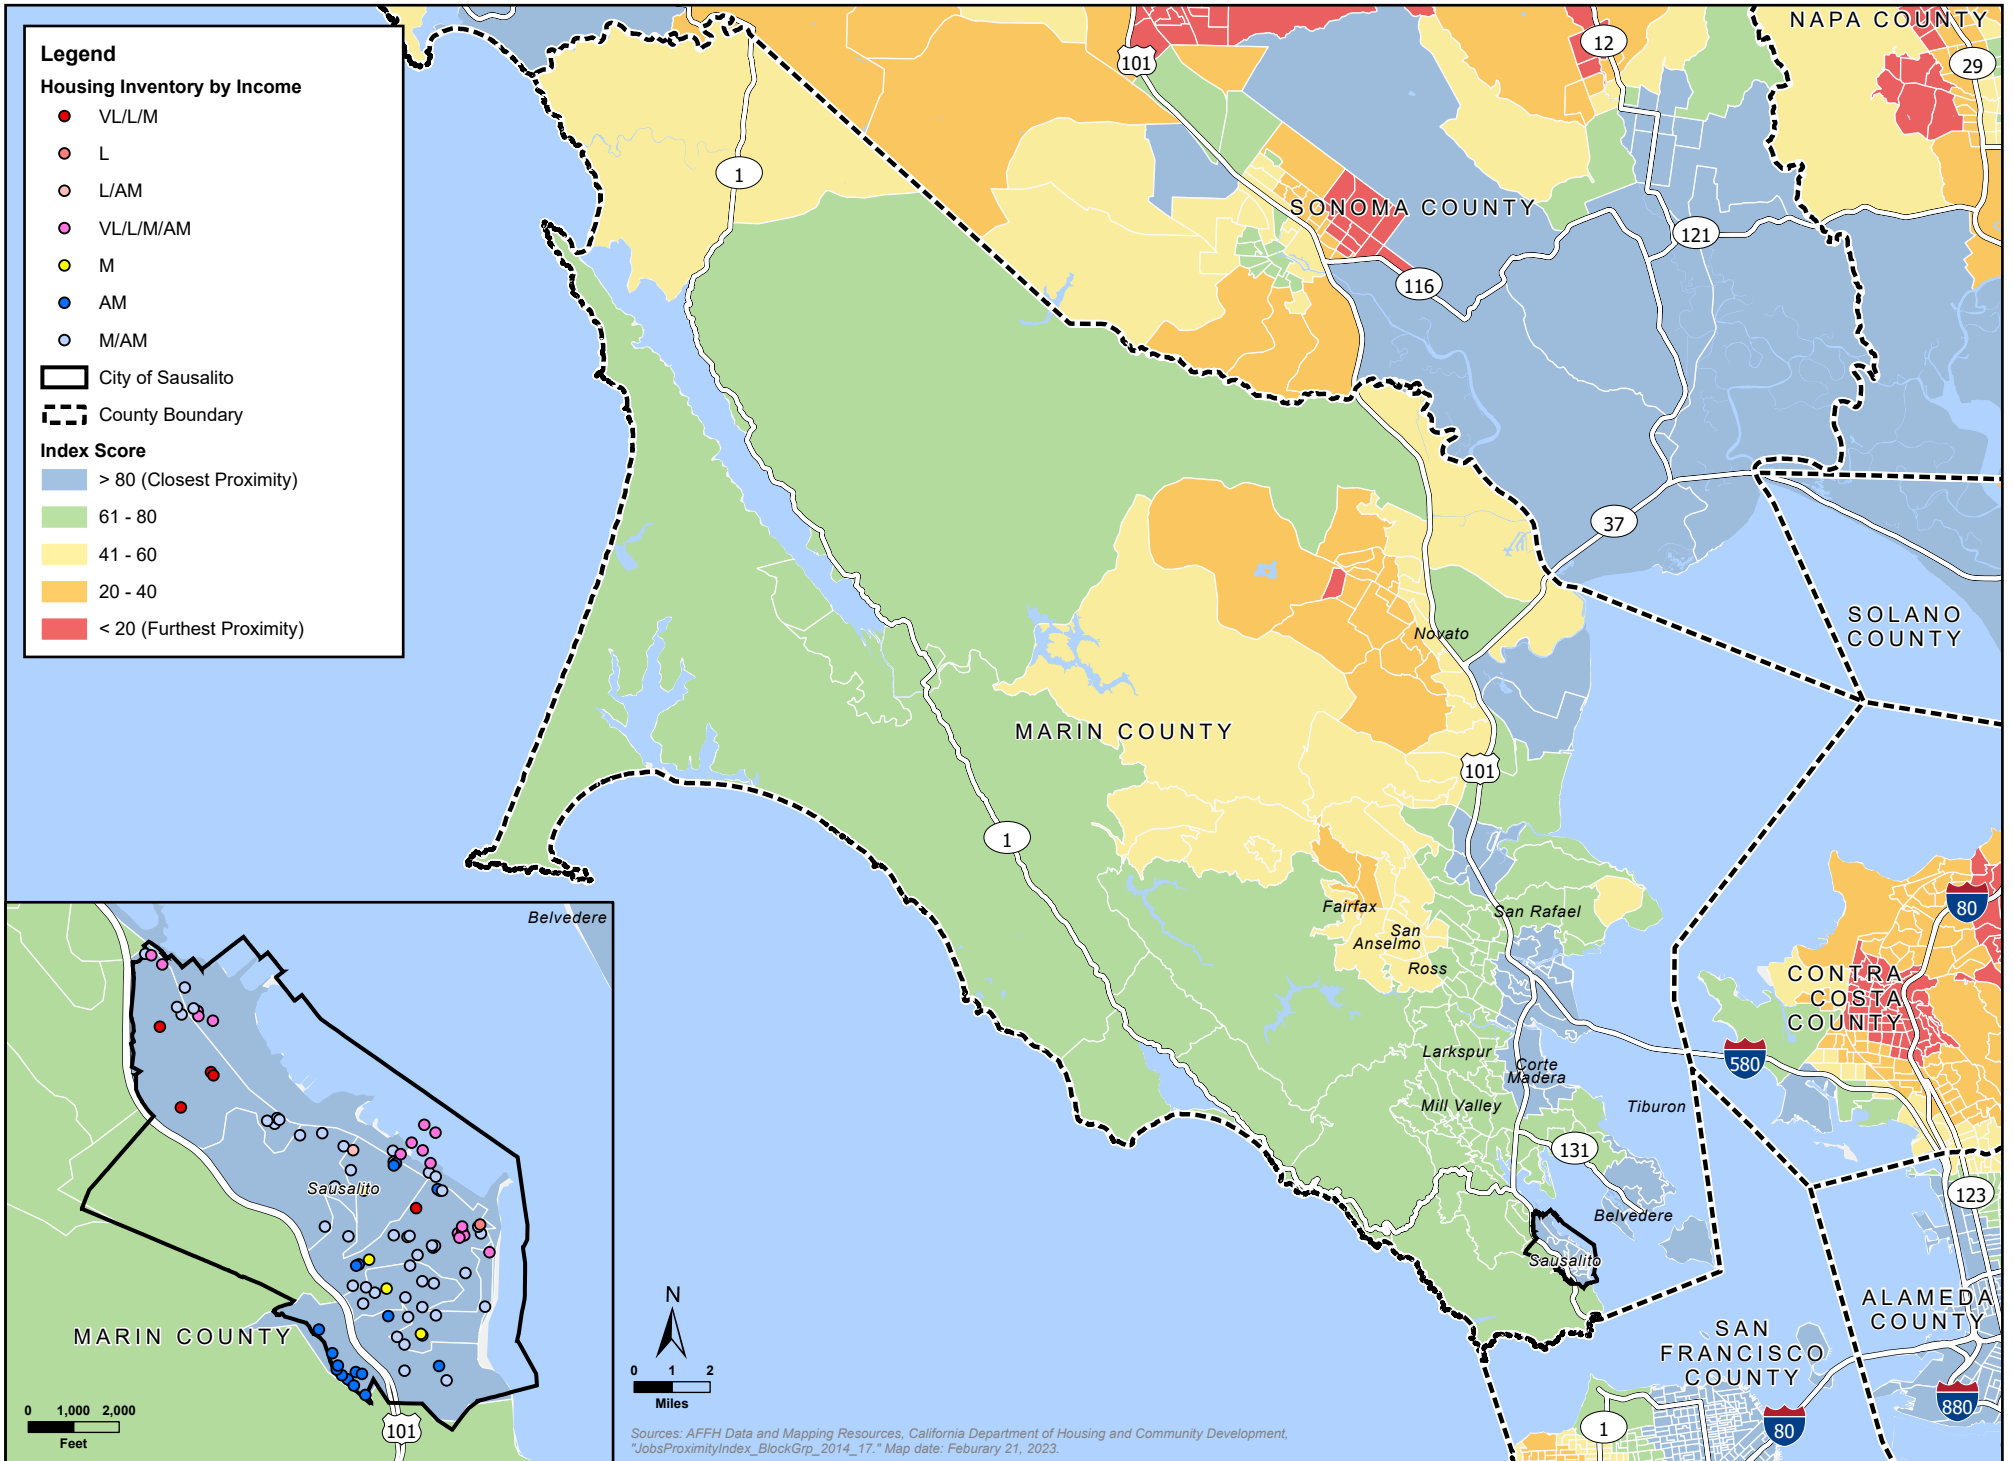 Legend
Housing Inventory by Income
VL/L/M
L
L/AM
VL/L/M/AM
M
AM
M/AM
City of Sausalito
County Boundary
Index Score
> 80 (Closest Proximity)
61 - 80
41 - 60
20 - 40
< 20 (Furthest Proximity)
NAPA COUNTY
12
29
101
1
SONOMA COUNTY
121
116
37
SOLANO
COUNTY
Novato
MARIN COUNTY
101
1
80
Fairfax
San Rafael
San
Anselmo
Ross
CONTRA
COSTA
COUNTY
Larkspur
Corte
Madera
580
Mill Valley
Tiburon
131
123
Belvedere
Sausalito
ALAMEDA
COUNTY
SAN
FRANCISCO
COUNTY
1
80
880
Belvedere
Sausalito
MARIN COUNTY
101
0 1,000 2,000
Feet
N
0 1 2
Miles
Sources: AFFH Data and Mapping Resources, California Department of Housing and Community Development,
"JobsProximityIndex_BlockGrp_2014_17." Map date: Feburary 21, 2023.